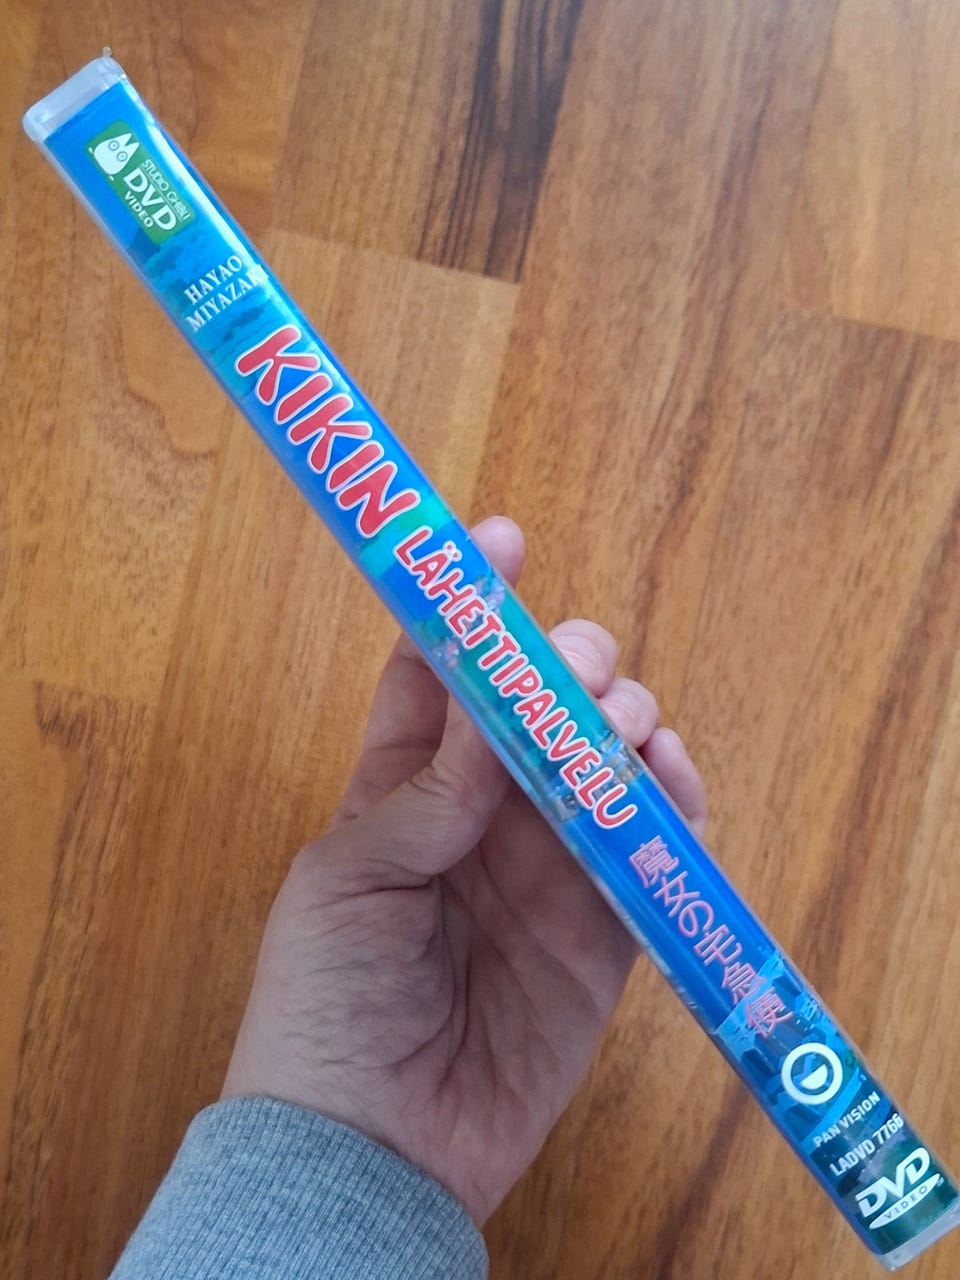 STUDIO GHIBLI
DVD
VIDEO
HAYAO
MIYAZAKI
KIKIN
LÄHETTIPALVELU
魔女の宅急便
PAN VISION
LADVD 7766
DVD
VIDEO